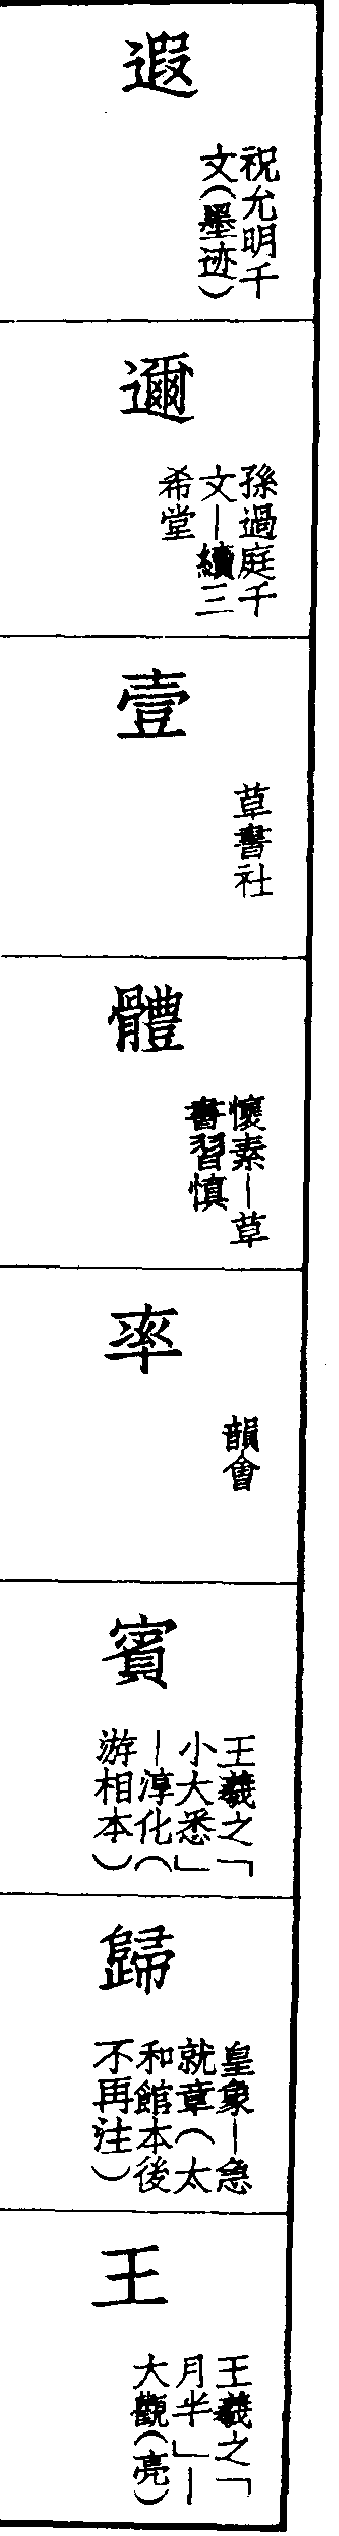 遐
祝允明千
文（墨迹）
邇
孫過庭千
文—續三
希堂
壹
草書社
體
懷素—草
書習慎
率
韻會
賓
王羲之「
小大悉」
—淳化（
游相本）
歸
皇象—急
就章（太
和館本後
不再注）
王
王羲之「
月半」—
大觀（亮）